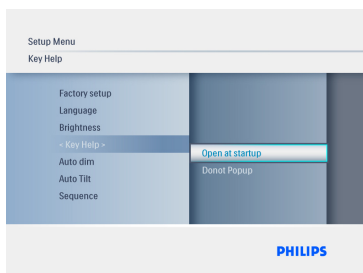 Setup Menu
Key Help
Factory setup
Language
Brightness
< Key Help >
Auto dim
Auto Tilt
Sequence
Open at startup
Donot Popup
PHILIPS